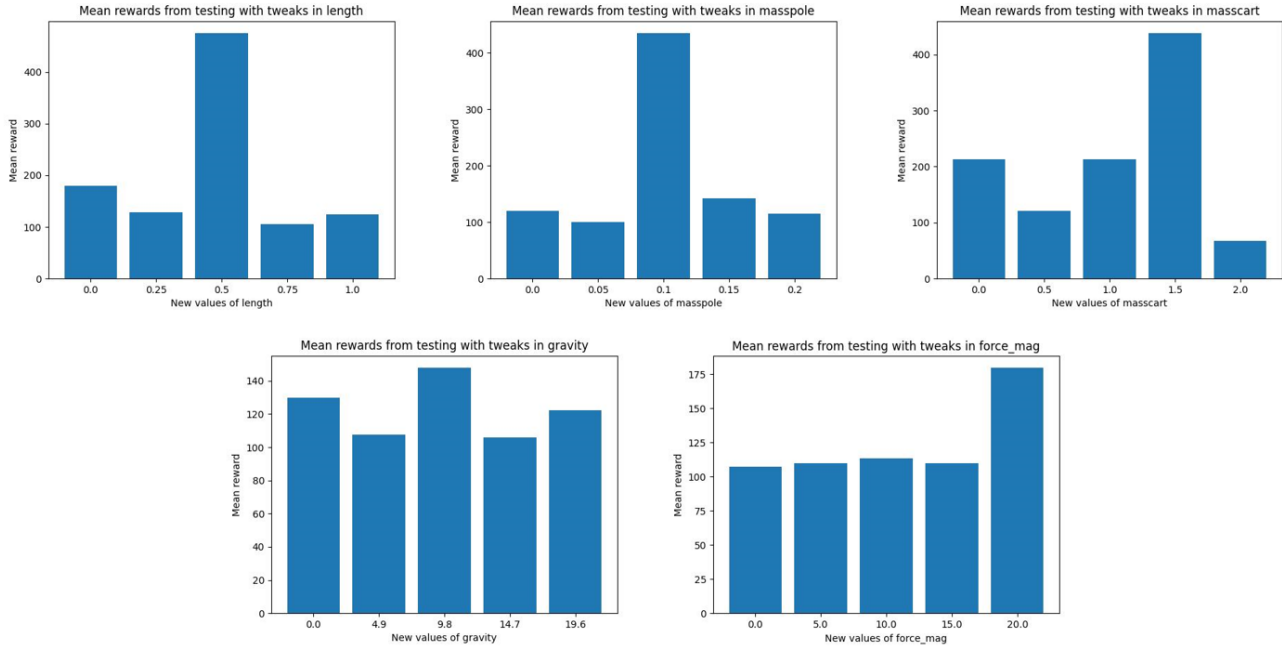 Mean rewards from testing with tweaks in length
Mean reward
400
300
200
100
0
0.0 0.25 0.5 0.75 1.0
New values of length
Mean rewards from testing with tweaks in masspole
Mean reward
400
300
200
100
0
0.0 0.05 0.1 0.15 0.2
New values of masspole
Mean rewards from testing with tweaks in masscart
Mean reward
400
300
200
100
0
0.0 0.5 1.0 1.5 2.0
New values of masscart
Mean rewards from testing with tweaks in gravity
Mean reward
140
120
100
80
60
40
20
0
0.0 4.9 9.8 14.7 19.6
New values of gravity
Mean rewards from testing with tweaks in force_mag
Mean reward
175
150
125
100
75
50
25
0
0.0 5.0 10.0 15.0 20.0
New values of force_mag